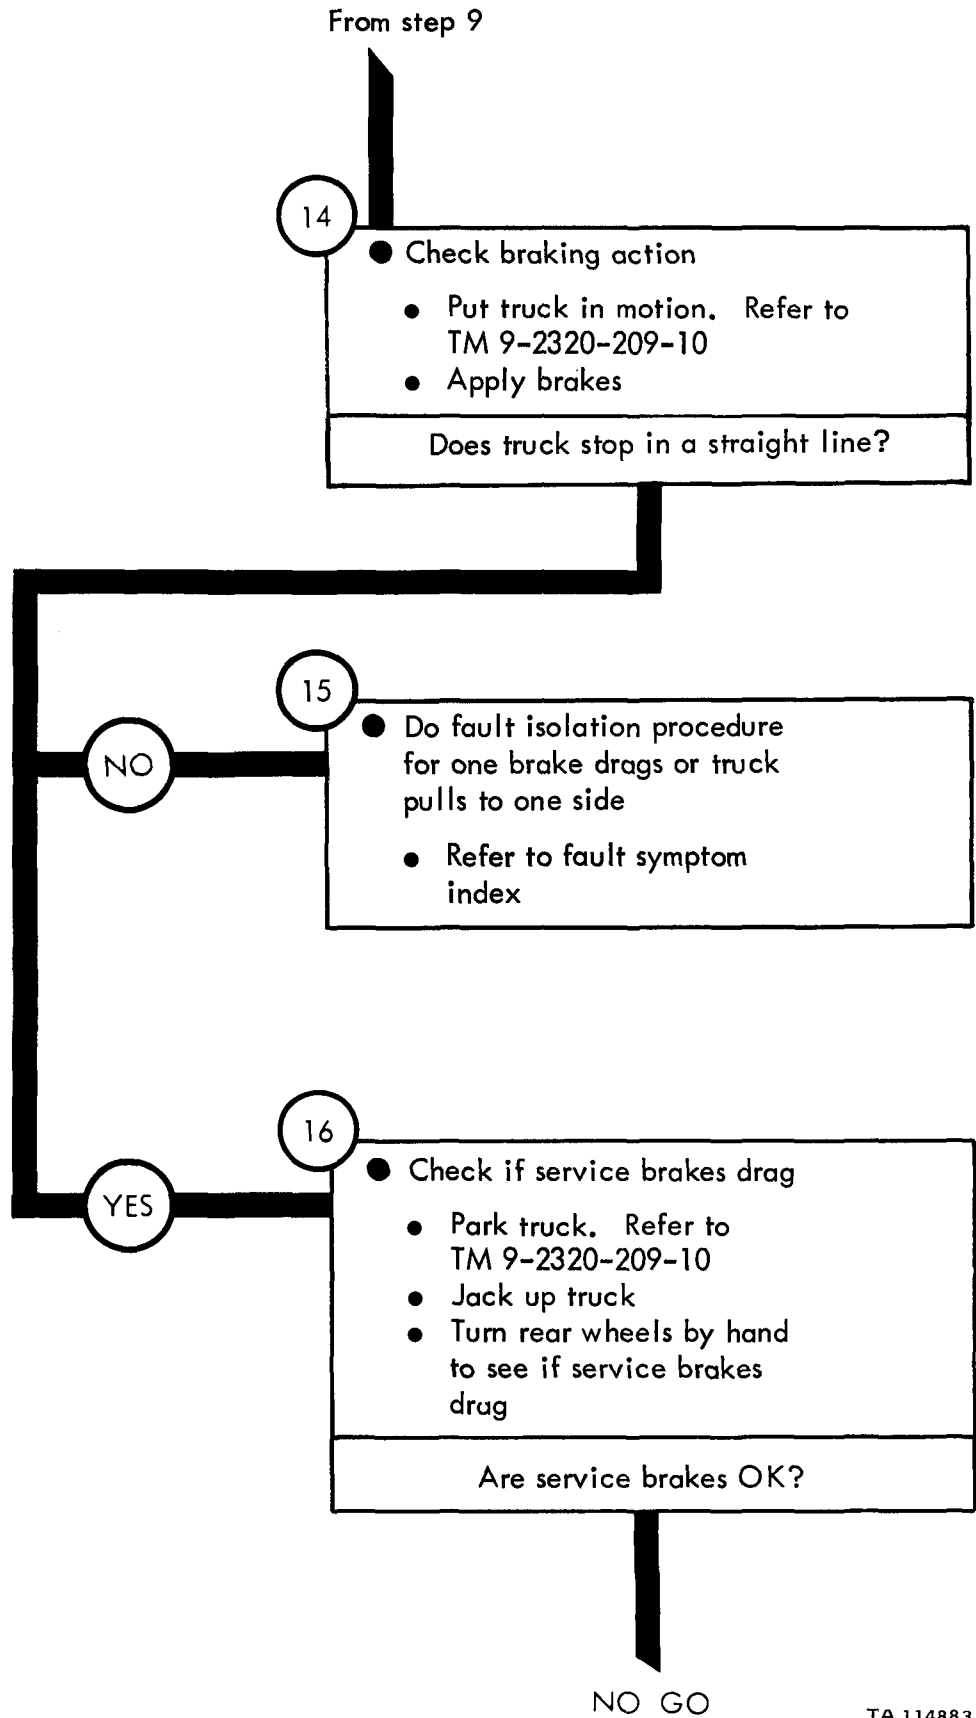 From step 9
14
● Check braking action
● Put truck in motion. Refer to
TM 9-2320-209-10
● Apply brakes
Does truck stop in a straight line?
15
● Do fault isolation procedure
for one brake drags or truck
pulls to one side
● Refer to fault symptom
index
NO
16
● Check if service brakes drag
● Park truck. Refer to
TM 9-2320-209-10
● Jack up truck
● Turn rear wheels by hand
to see if service brakes
drag
YES
Are service brakes OK?
NO GO
TA 114883